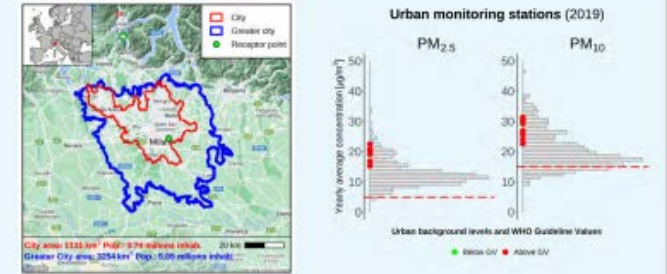 City
Greater city
Receptor point
Milan
City area: 1131 km² Pop.: 3.74 millions inhab.
Greater City area: 3254 km² Pop.: 5.05 millions inhab.
20 km
Urban monitoring stations (2019)
PM2.5
PM10
Yearly average concentration [µg/m³]
50
40
30
20
10
0
50
40
30
20
10
0
Urban background levels and WHO Guideline Values
Below GV
Above GV